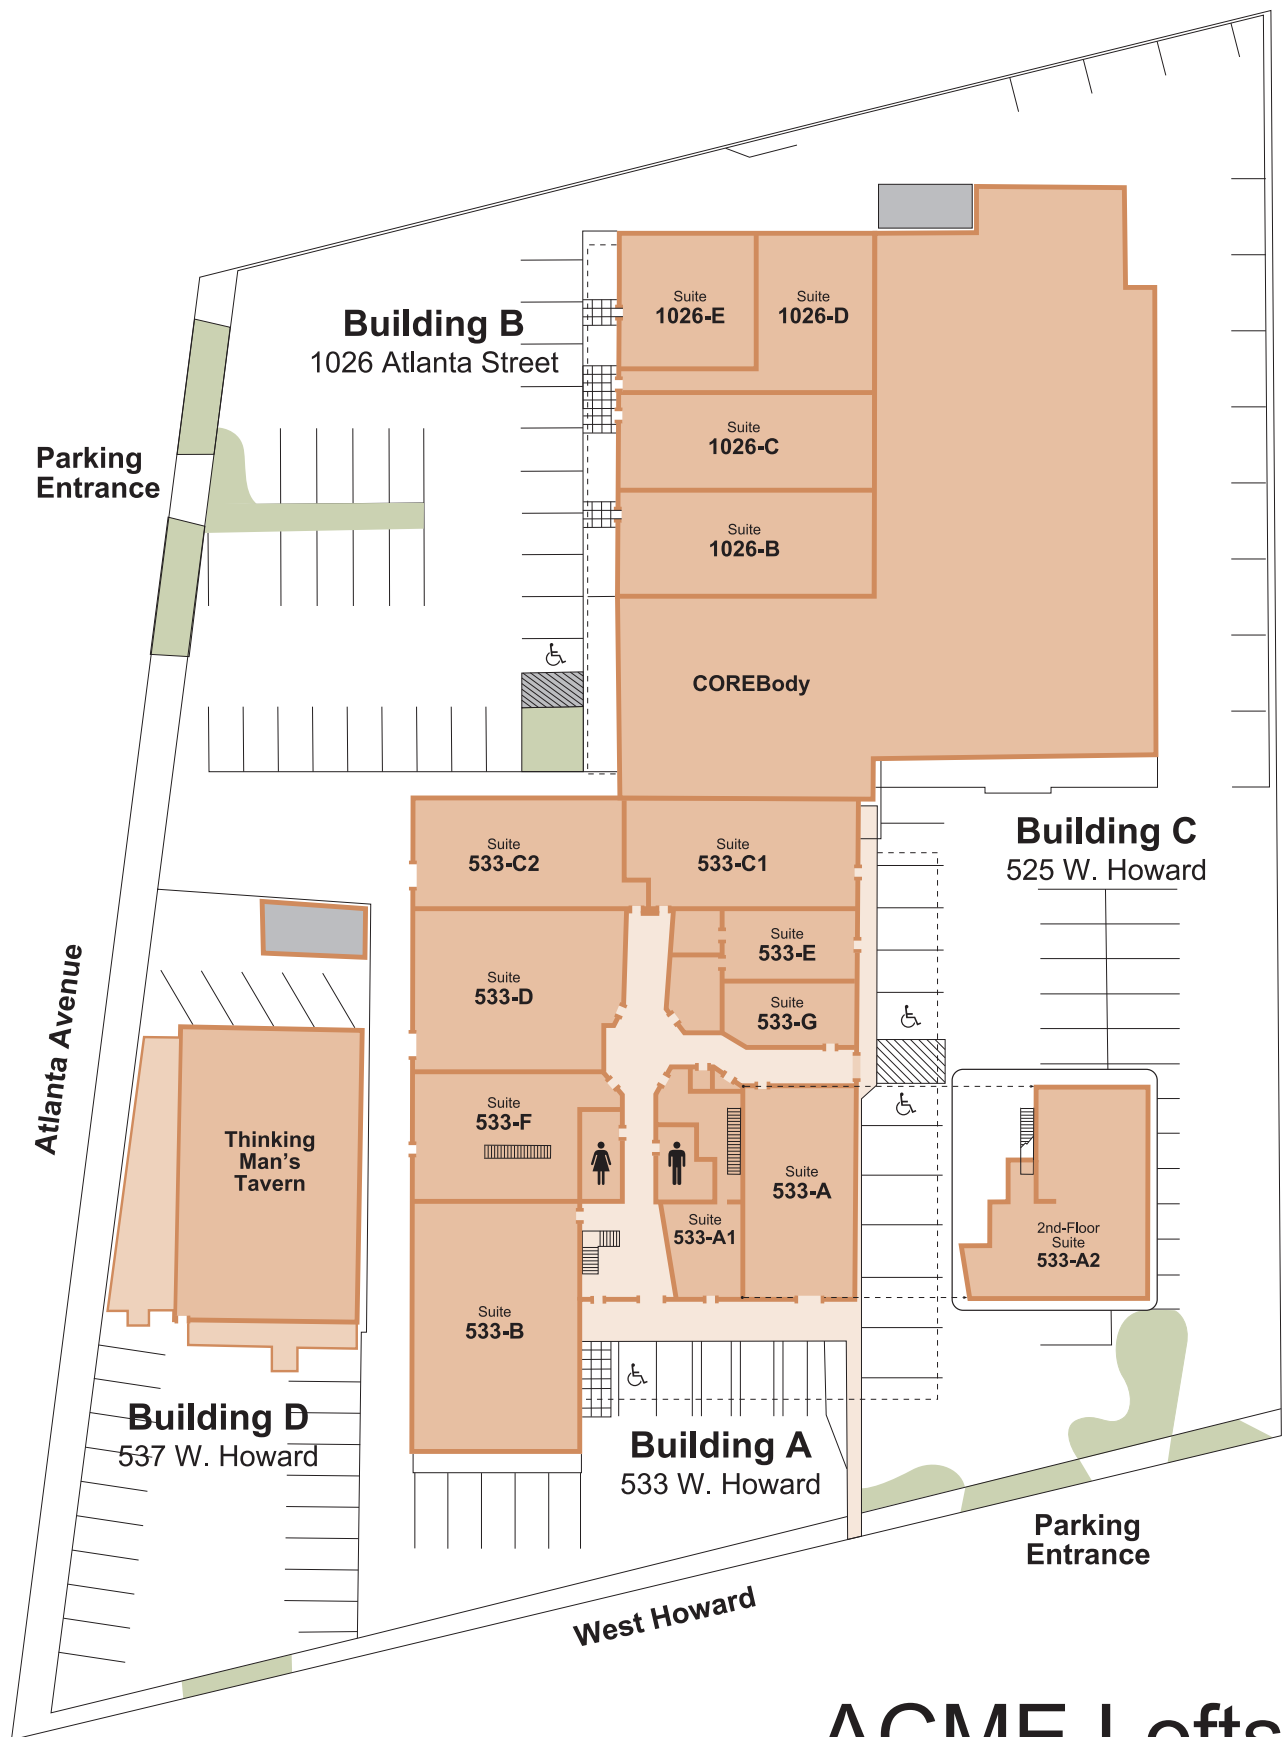 Building B
1026 Atlanta Street
Suite
1026-E
Suite
1026-D
Parking
Entrance
Suite
1026-C
Suite
1026-B
COREBody
Building C
525 W. Howard
Suite
533-C2
Suite
533-C1
Suite
533-E
Suite
533-D
Suite
533-G
Atlanta Avenue
Suite
533-F
Thinking
Man's
Tavern
Suite
533-A
Suite
533-A1
2nd-Floor
Suite
533-A2
Suite
533-B
Building D
537 W. Howard
Building A
533 W. Howard
Parking
Entrance
West Howard
ACME Lofts